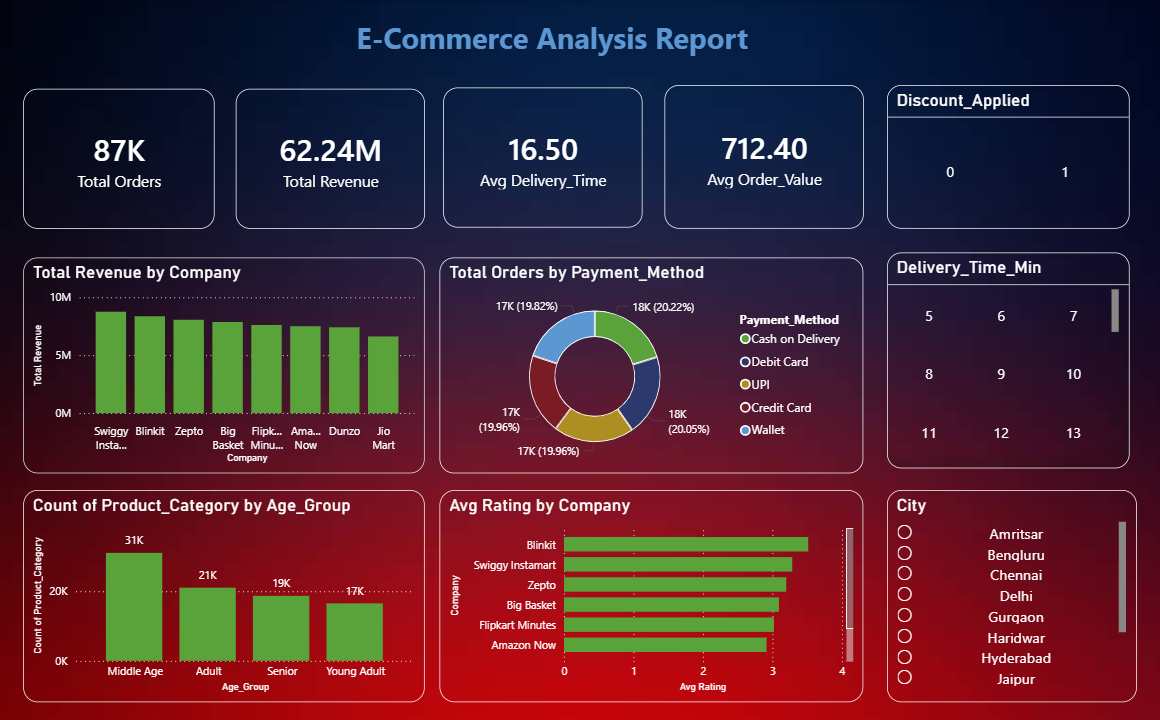 E-Commerce Analysis Report
87K
Total Orders
62.24M
Total Revenue
16.50
Avg Delivery_Time
712.40
Avg Order_Value
Discount_Applied
0 1
Total Revenue by Company
10M
5M
0M
Total Revenue
Swiggy Insta...
Blinkit
Zepto
Big Basket
Flipk... Minu...
Ama... Now
Dunzo
Jio Mart
Company
Total Orders by Payment_Method
17K (19.82%)
18K (20.22%)
17K (19.96%)
18K (20.05%)
17K (19.96%)
Payment_Method
Cash on Delivery
Debit Card
UPI
Credit Card
Wallet
Delivery_Time_Min
5 6 7
8 9 10
11 12 13
Count of Product_Category by Age_Group
Count of Product_Category
20K
0K
31K
21K
19K
17K
Middle Age
Adult
Senior
Young Adult
Age_Group
Avg Rating by Company
Company
Blinkit
Swiggy Instamart
Zepto
Big Basket
Flipkart Minutes
Amazon Now
0 1 2 3 4
Avg Rating
City
Amritsar
Bengluru
Chennai
Delhi
Gurgaon
Haridwar
Hyderabad
Jaipur